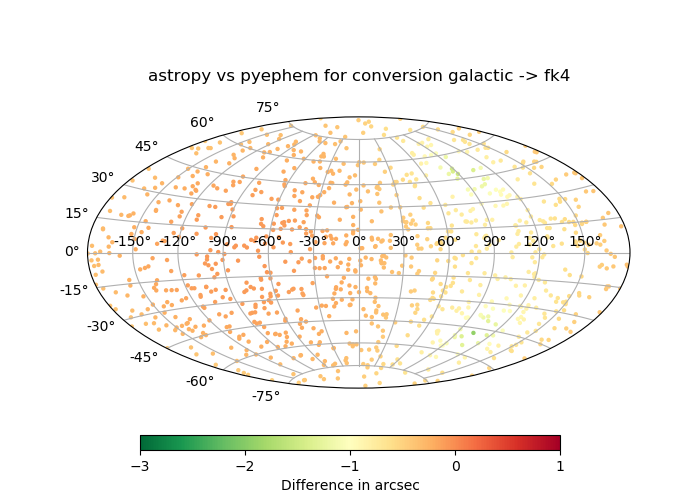 astropy vs pyephem for conversion galactic -> fk4
75°
60°
45°
30°
15°
-150° -120° -90° -60° -30° 0° 30° 60° 90° 120° 150°
0°
-15°
-30°
-45°
-60°
-75°
−3 −2 −1 0 1
Difference in arcsec